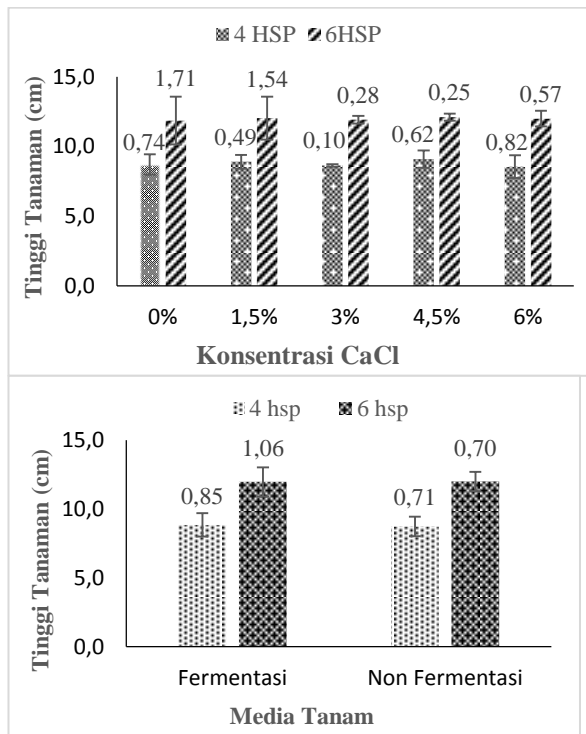 4 HSP 6HSP
15,0
10,0
5,0
0,0
Tinggi Tanaman (cm)
0,74 1,71 0,49 1,54 0,10 0,28 0,62 0,25 0,82 0,57
0% 1,5% 3% 4,5% 6%
Konsentrasi CaCl
4 hsp 6 hsp
15,0
10,0
5,0
0,0
Tinggi Tanaman (cm)
0,85 1,06 0,71 0,70
Fermentasi Non Fermentasi
Media Tanam